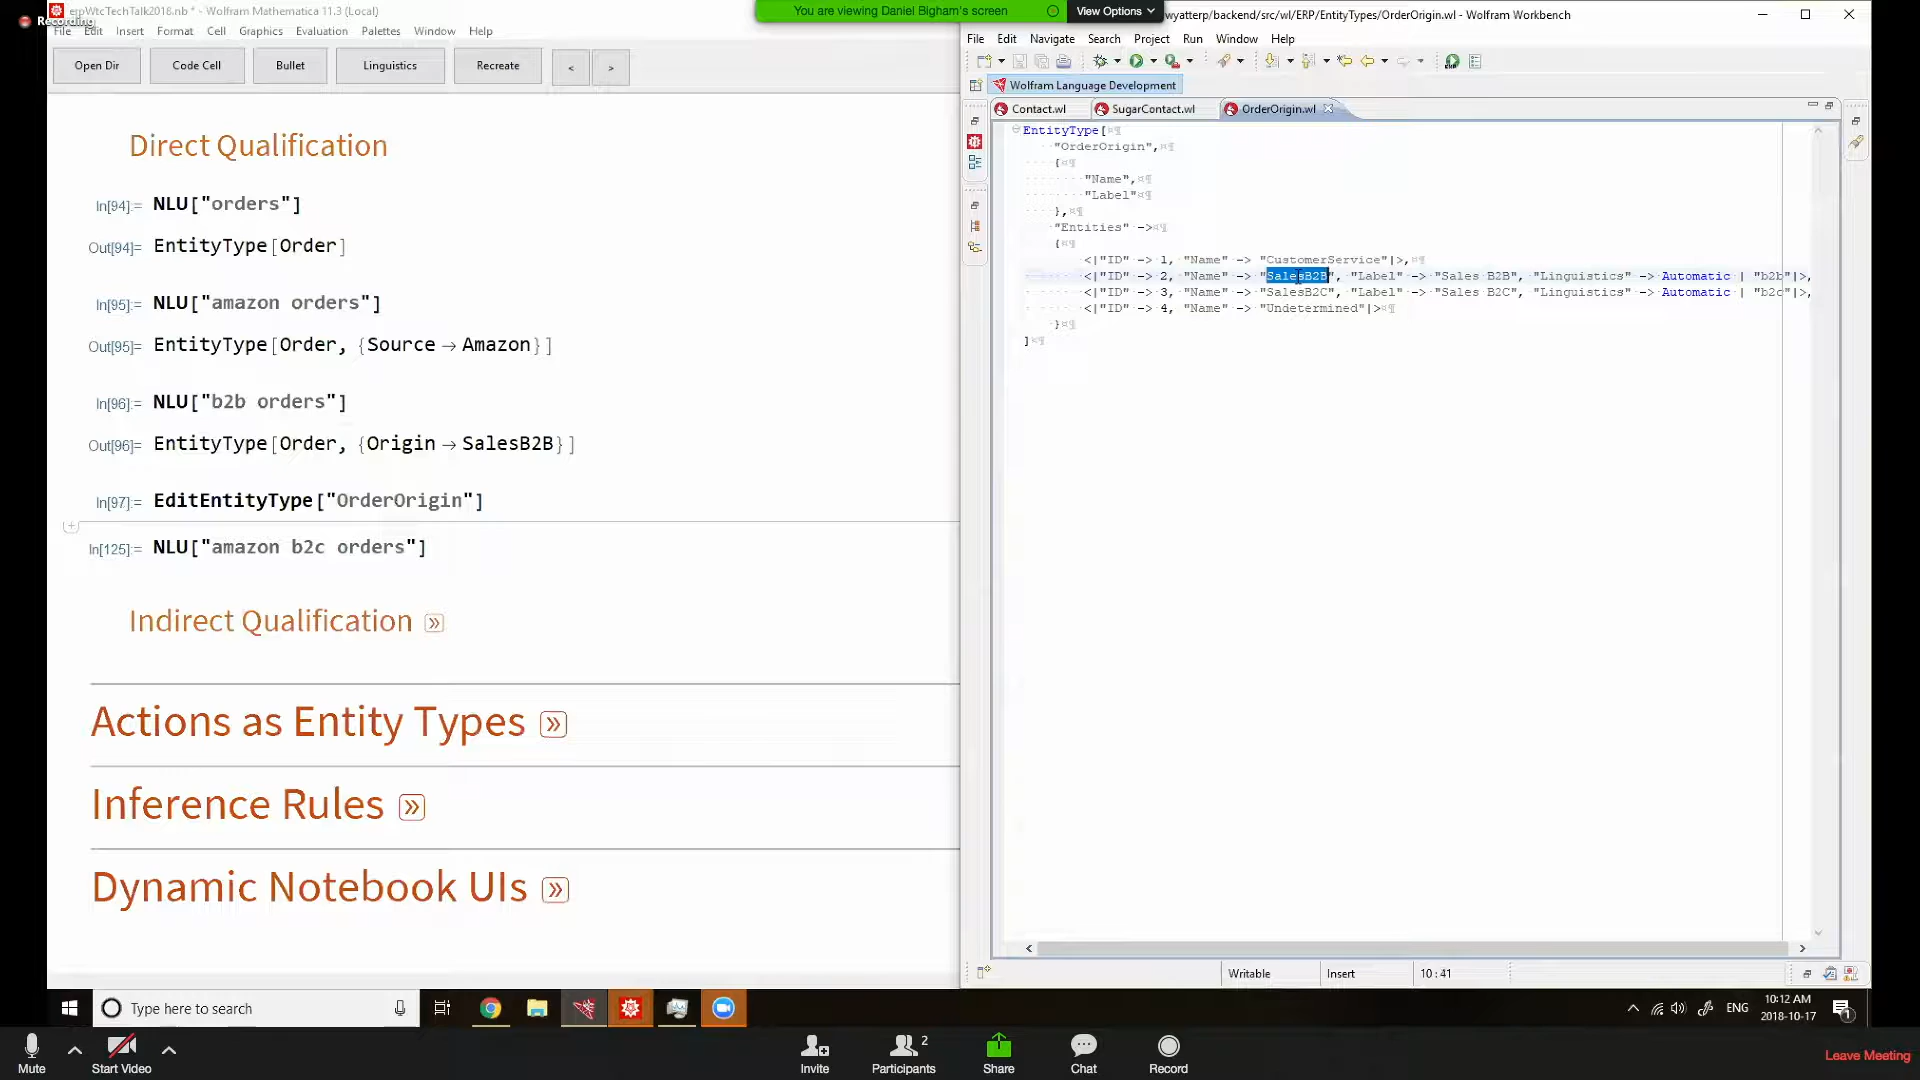 erpWtcTechTalk2018.nb * - Wolfram Mathematica 11.3 (Local)
Recording
You are viewing Daniel Bigham's screen
View Options
wyatterp/backend/src/wl/ERP/EntityTypes/OrderOrigin.wl - Wolfram Workbench
File Edit Insert Format Cell Graphics Evaluation Palettes Window Help
File Edit Navigate Search Project Run Window Help
Open Dir
Code Cell
Bullet
Linguistics
Recreate
<
>
Wolfram Language Development
Contact.wl
SugarContact.wl
OrderOrigin.wl
Direct Qualification
In[94]:= NLU["orders"]
Out[94]= EntityType[Order]
In[95]:= NLU["amazon orders"]
Out[95]= EntityType[Order, {Source → Amazon}]
In[96]:= NLU["b2b orders"]
Out[96]= EntityType[Order, {Origin → SalesB2B}]
In[97]:= EditEntityType["OrderOrigin"]
In[125]:= NLU["amazon b2c orders"]
Indirect Qualification
Actions as Entity Types
Inference Rules
Dynamic Notebook UIs
EntityType[
"OrderOrigin",
{
"Name",
"Label"
},
"Entities" ->
{
<|"ID" -> 1, "Name" -> "CustomerService"|>,
<|"ID" -> 2, "Name" -> "SalesB2B", "Label" -> "Sales B2B", "Linguistics" -> Automatic | "b2b"|>,
<|"ID" -> 3, "Name" -> "SalesB2C", "Label" -> "Sales B2C", "Linguistics" -> Automatic | "b2c"|>,
<|"ID" -> 4, "Name" -> "Undetermined"|>
}
]
Writable
Insert
10 : 41
Type here to search
ENG
10:12 AM
2018-10-17
1
Mute
Start Video
Invite
2
Participants
Share
Chat
Record
Leave Meeting